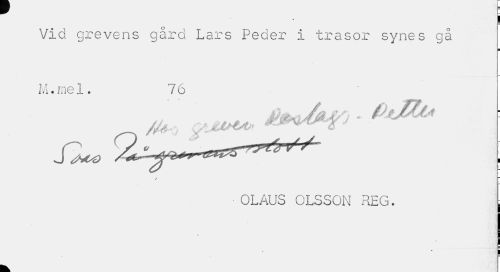 Vid grevens gård Lars Peder i trasor synes gå
M.mel. 76
Hos greven Roslags-Petter
Svas På grevens slott
OLAUS OLSSON REG.